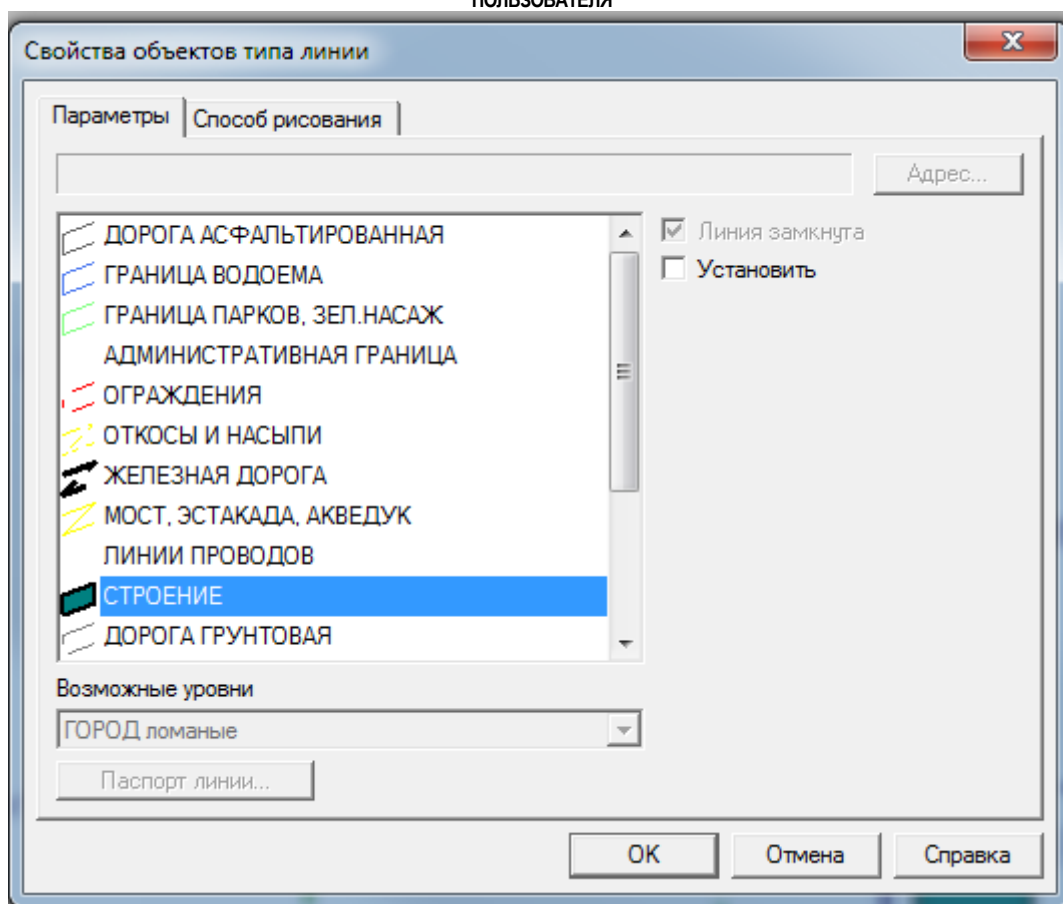 ПОЛЬЗОВАТЕЛЯ
Свойства объектов типа линии
Параметры
Способ рисования
Адрес...
ДОРОГА АСФАЛЬТИРОВАННАЯ
ГРАНИЦА ВОДОЕМА
ГРАНИЦА ПАРКОВ, ЗЕЛ.НАСАЖ
АДМИНИСТРАТИВНАЯ ГРАНИЦА
ОГРАЖДЕНИЯ
ОТКОСЫ И НАСЫПИ
ЖЕЛЕЗНАЯ ДОРОГА
МОСТ, ЭСТАКАДА, АКВЕДУК
ЛИНИИ ПРОВОДОВ
СТРОЕНИЕ
ДОРОГА ГРУНТОВАЯ
Линия замкнута
Установить
Возможные уровни
ГОРОД ломаные
Паспорт линии...
ОК
Отмена
Справка